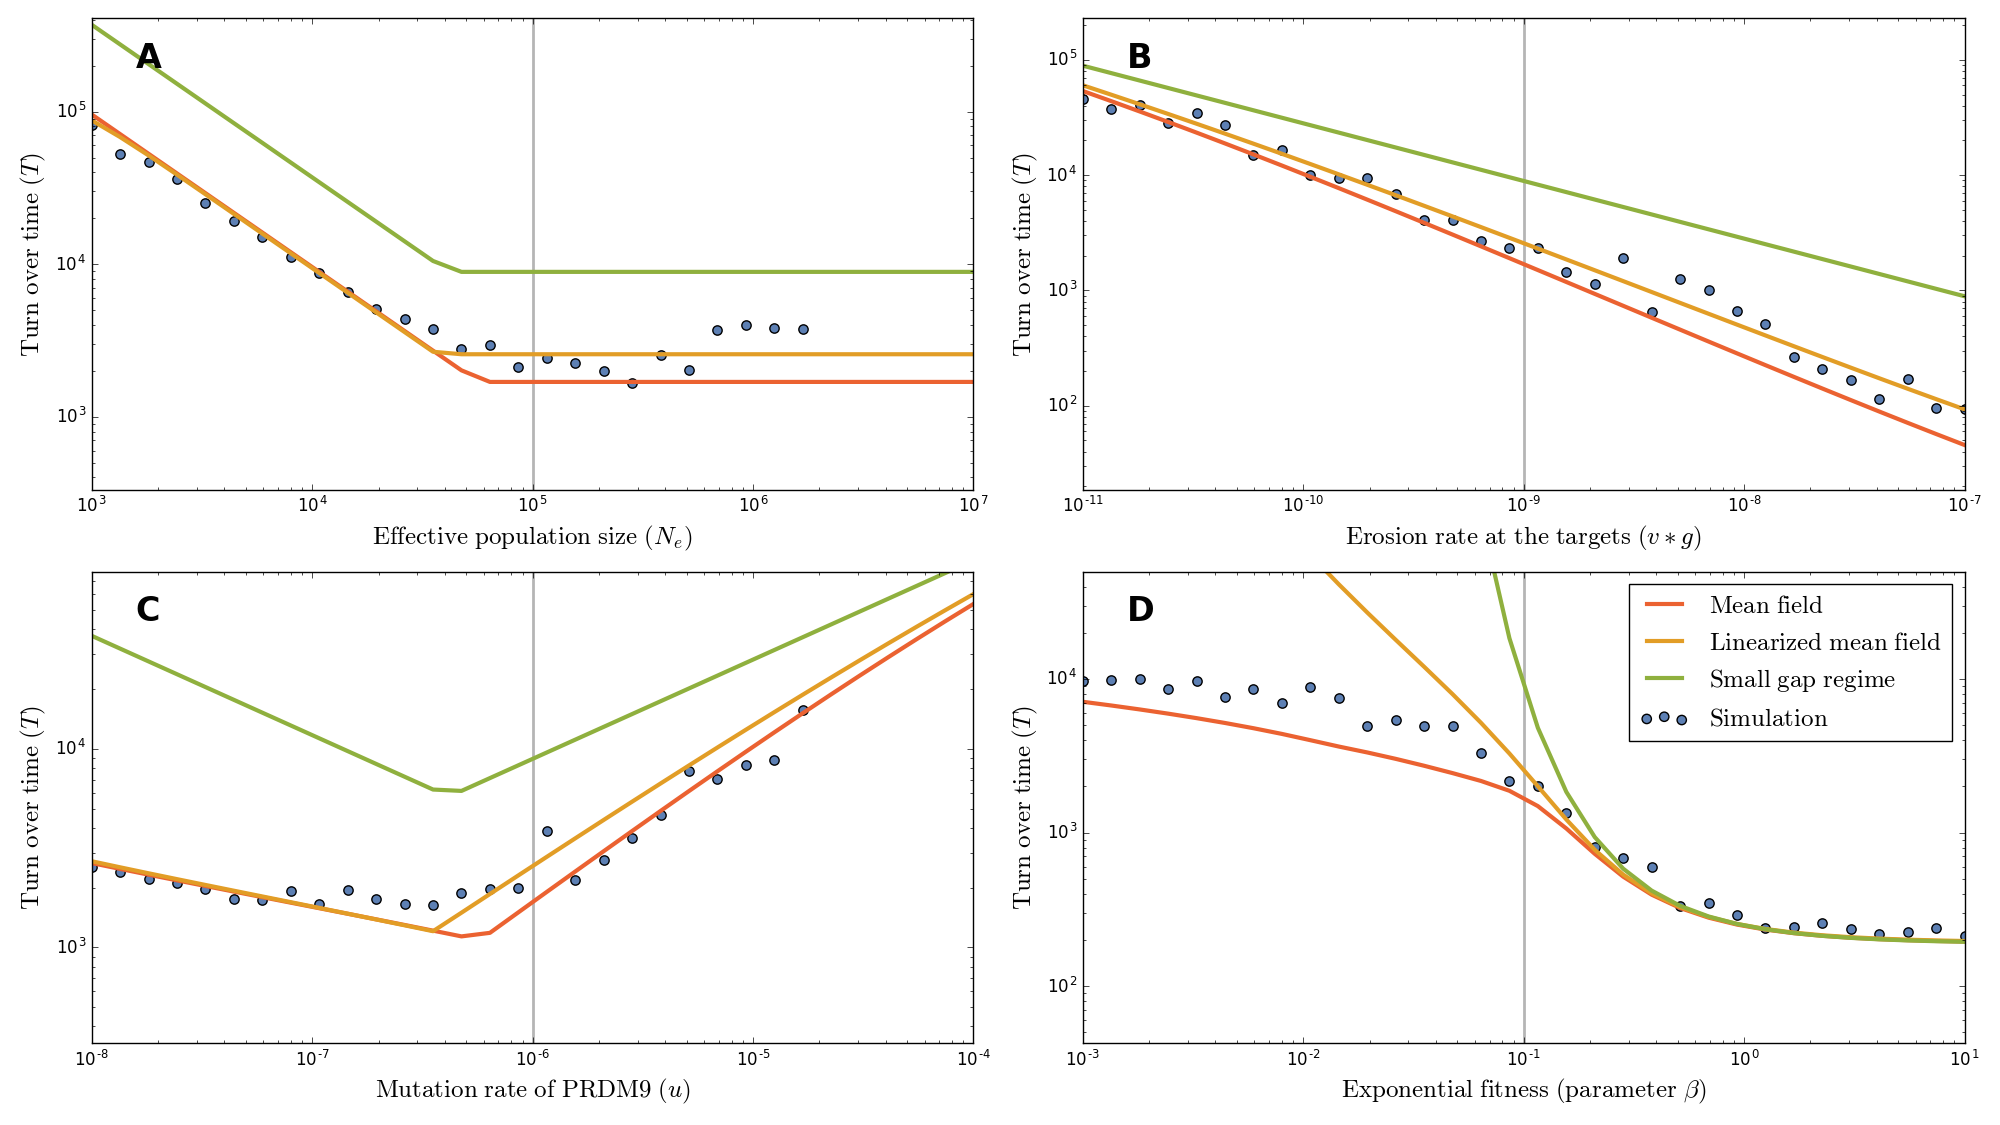 A
10^5
10^4
10^3
Turn over time (T)
10^3 10^4 10^5 10^6 10^7
Effective population size (N_e)
B
10^5
10^4
10^3
10^2
Turn over time (T)
10^-11 10^-10 10^-9 10^-8 10^-7
Erosion rate at the targets (v * g)
C
10^4
10^3
Turn over time (T)
10^-8 10^-7 10^-6 10^-5 10^-4
Mutation rate of PRDM9 (u)
D
Mean field
Linearized mean field
Small gap regime
Simulation
10^4
10^3
10^2
Turn over time (T)
10^-3 10^-2 10^-1 10^0 10^1
Exponential fitness (parameter β)